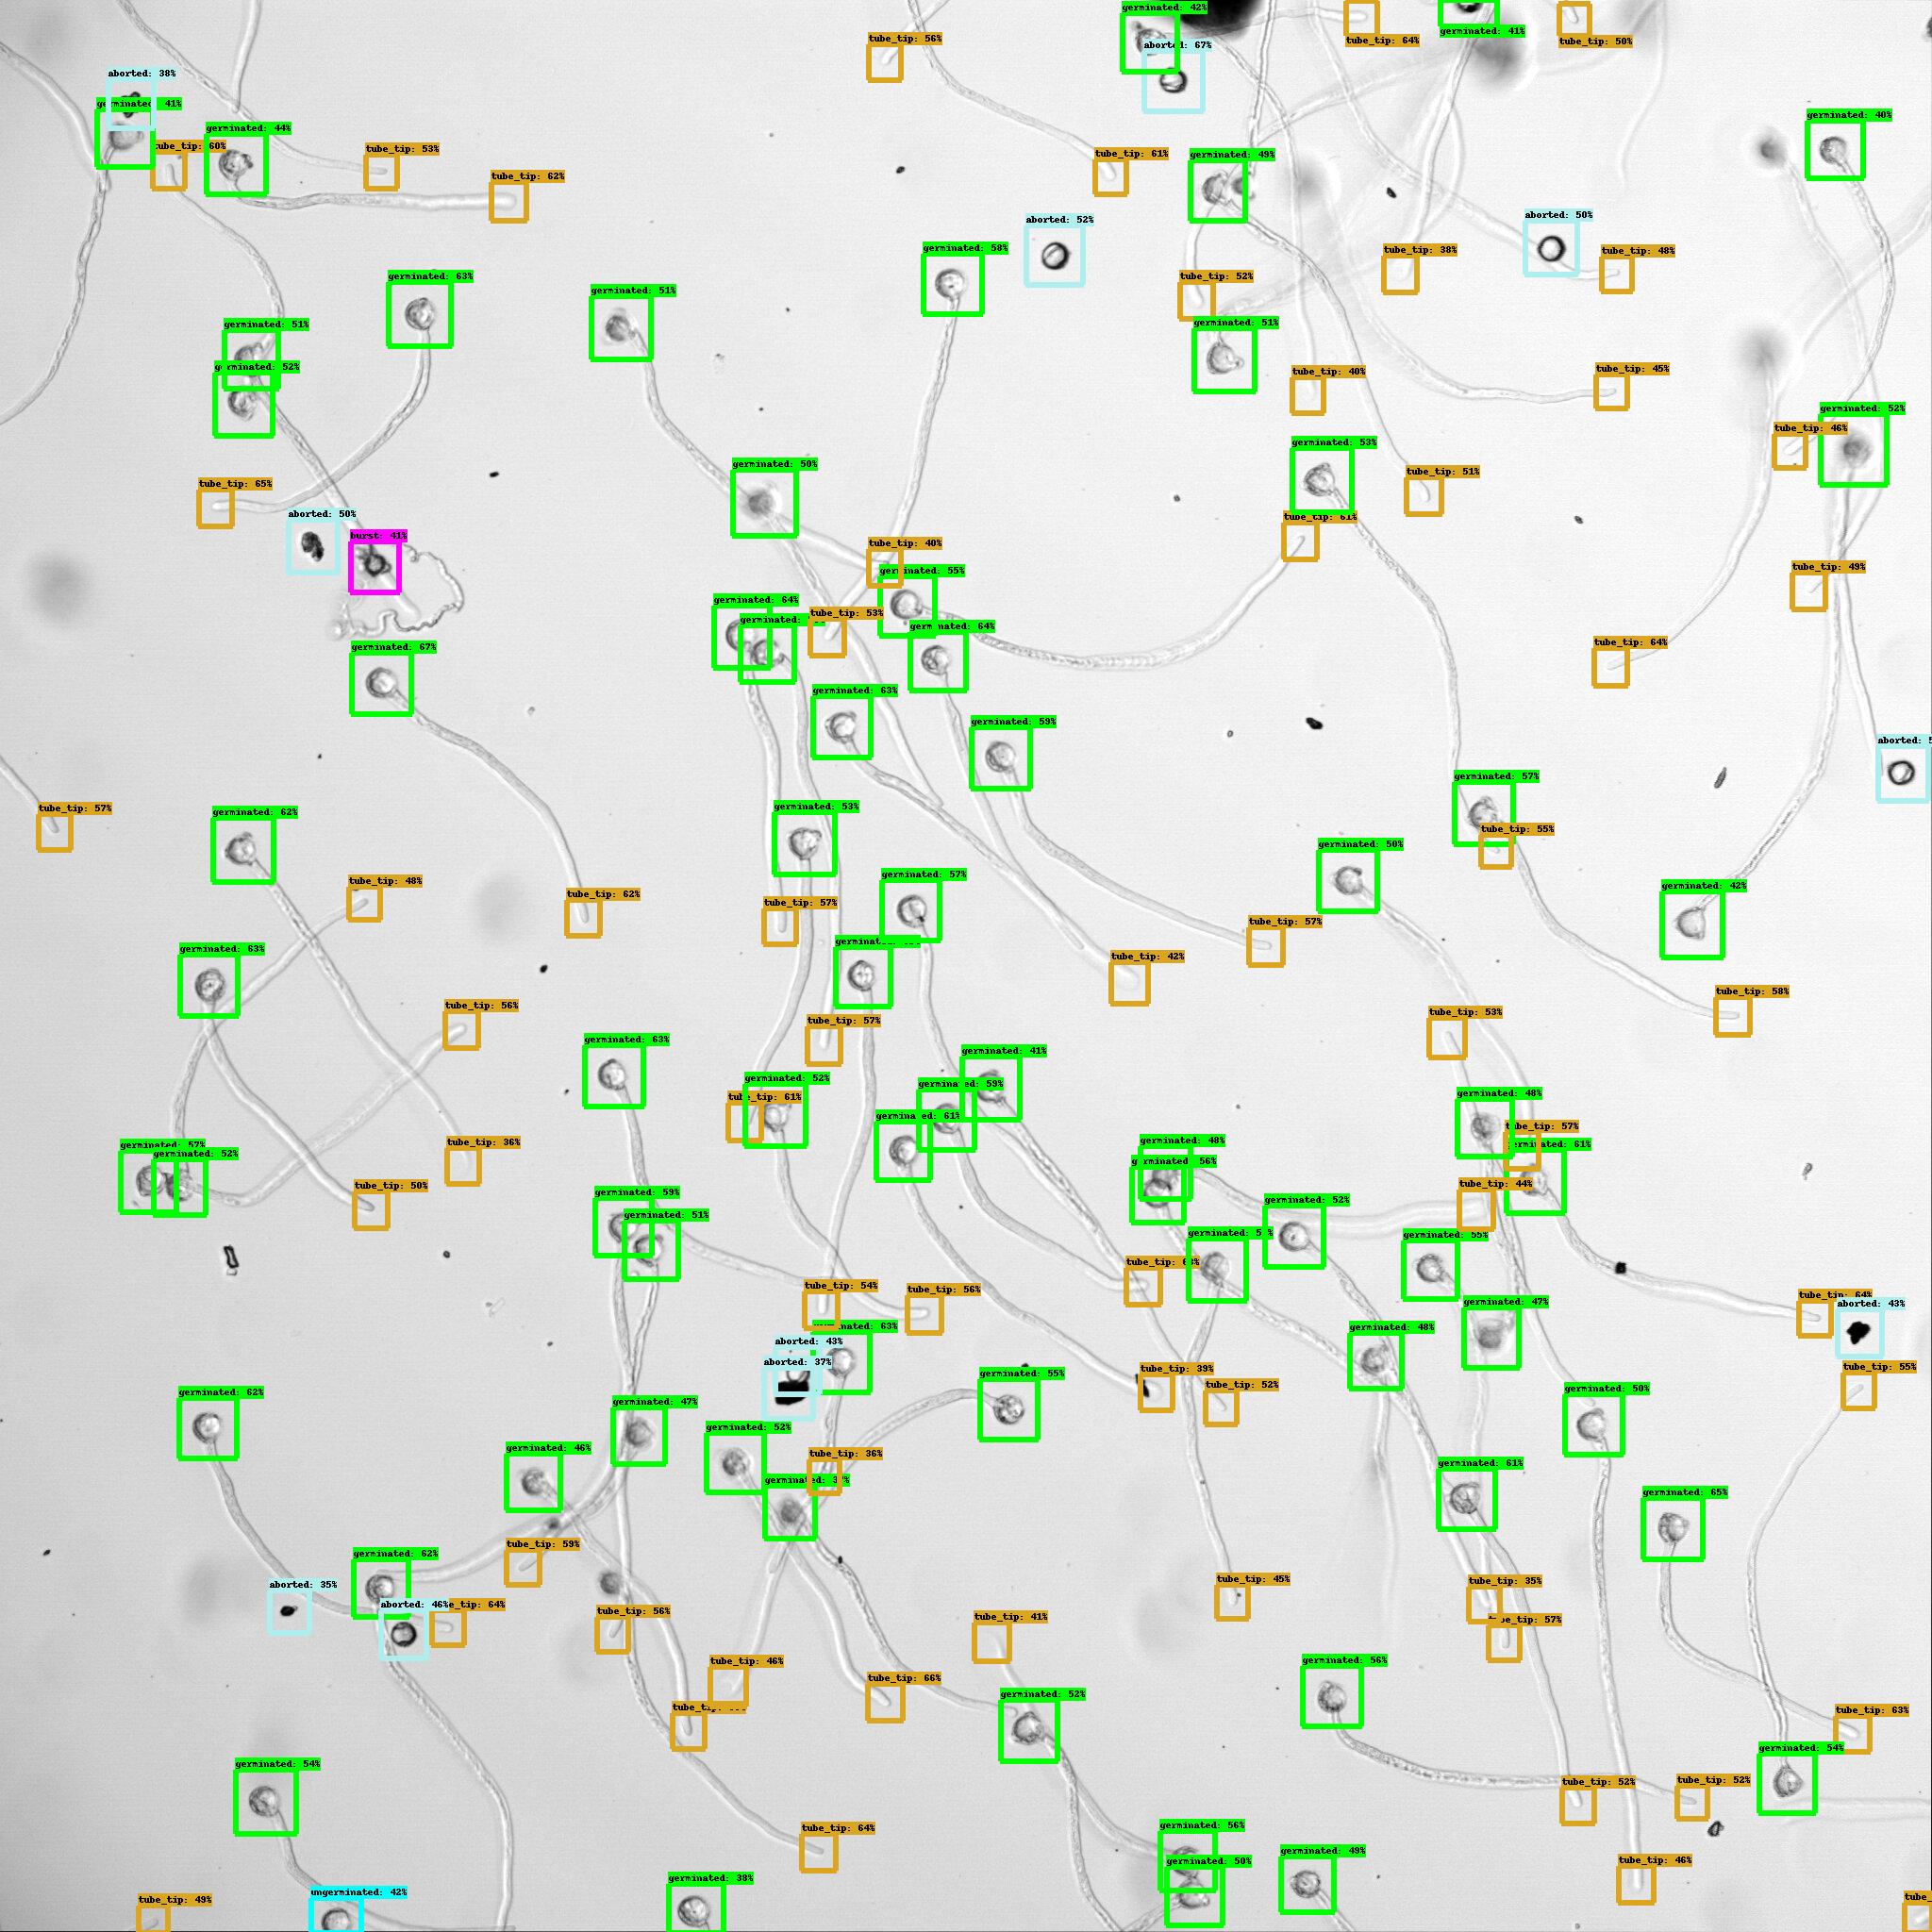 germinated: 42%
aborted: 67%
tube_tip: 56%
tube_tip: 64%
germinated: 41%
tube_tip: 50%
aborted: 38%
germinated: 41%
tube_tip: 60%
germinated: 44%
tube_tip: 53%
tube_tip: 62%
tube_tip: 61%
germinated: 49%
germinated: 40%
aborted: 52%
aborted: 50%
germinated: 58%
tube_tip: 38%
tube_tip: 48%
germinated: 63%
germinated: 51%
tube_tip: 52%
germinated: 51%
germinated: 51%
germinated: 52%
tube_tip: 40%
tube_tip: 45%
germinated: 52%
tube_tip: 46%
germinated: 53%
germinated: 50%
tube_tip: 51%
tube_tip: 65%
aborted: 50%
tube_tip: 61%
burst: 41%
tube_tip: 40%
germinated: 55%
tube_tip: 49%
germinated: 64%
germinated:
tube_tip: 53%
germinated: 64%
germinated: 67%
tube_tip: 64%
germinated: 63%
germinated: 59%
aborted:
germinated: 57%
tube_tip: 57%
germinated: 62%
germinated: 53%
tube_tip: 55%
germinated: 50%
tube_tip: 48%
tube_tip: 62%
germinated: 57%
tube_tip: 57%
germinated: 42%
tube_tip: 57%
germinated: 63%
tube_tip: 42%
tube_tip: 58%
tube_tip: 56%
tube_tip: 57%
tube_tip: 53%
germinated: 63%
germinated: 41%
germinated: 52%
germinated: 59%
tube_tip: 61%
germinated: 61%
germinated: 48%
tube_tip: 57%
germinated: 61%
germinated: 57%
germinated: 52%
tube_tip: 36%
germinated: 48%
germinated: 56%
tube_tip: 50%
tube_tip: 44%
germinated: 59%
germinated: 51%
germinated: 52%
germinated: 55%
tube_tip:
tube_tip: 54%
tube_tip: 56%
germinated: 47%
tube_tip: 64%
aborted: 43%
germinated: 63%
aborted: 43%
aborted: 37%
germinated: 48%
tube_tip: 39%
tube_tip: 52%
tube_tip: 55%
germinated: 55%
germinated: 62%
germinated: 47%
germinated: 50%
germinated: 52%
germinated: 46%
tube_tip: 36%
germinated: 61%
germinated: 65%
tube_tip: 59%
germinated: 62%
aborted: 35%
aborted: 46%
tube_tip: 64%
tube_tip: 45%
tube_tip: 35%
tube_tip: 56%
tube_tip: 41%
tube_tip: 57%
tube_tip: 46%
germinated: 56%
tube_tip: 66%
germinated: 52%
tube_tip: 63%
germinated: 54%
germinated: 54%
tube_tip: 52%
tube_tip: 52%
tube_tip: 64%
germinated: 56%
germinated: 50%
germinated: 49%
tube_tip: 46%
germinated: 38%
ungerminated: 42%
tube_tip: 49%